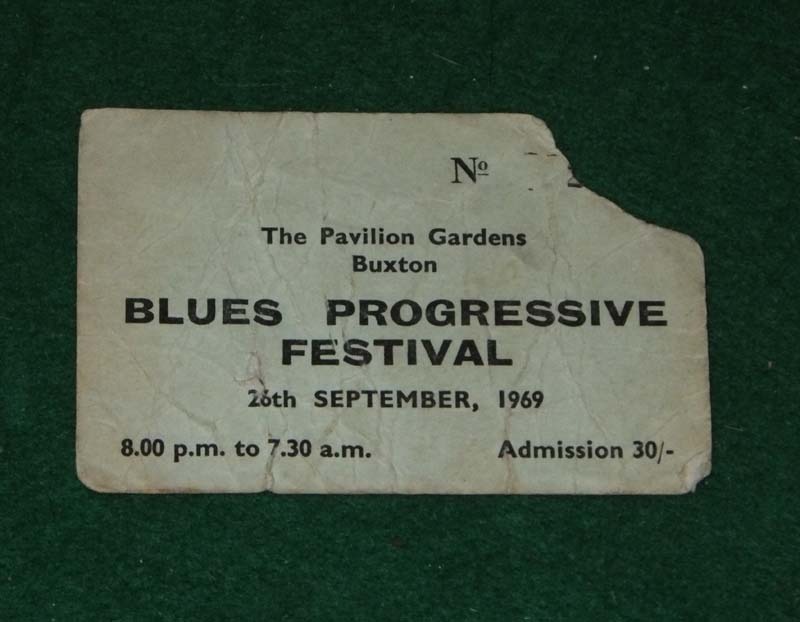 Nº
The Pavilion Gardens
Buxton
BLUES PROGRESSIVE
FESTIVAL
26th SEPTEMBER, 1969
8.00 p.m. to 7.30 a.m. Admission 30/-